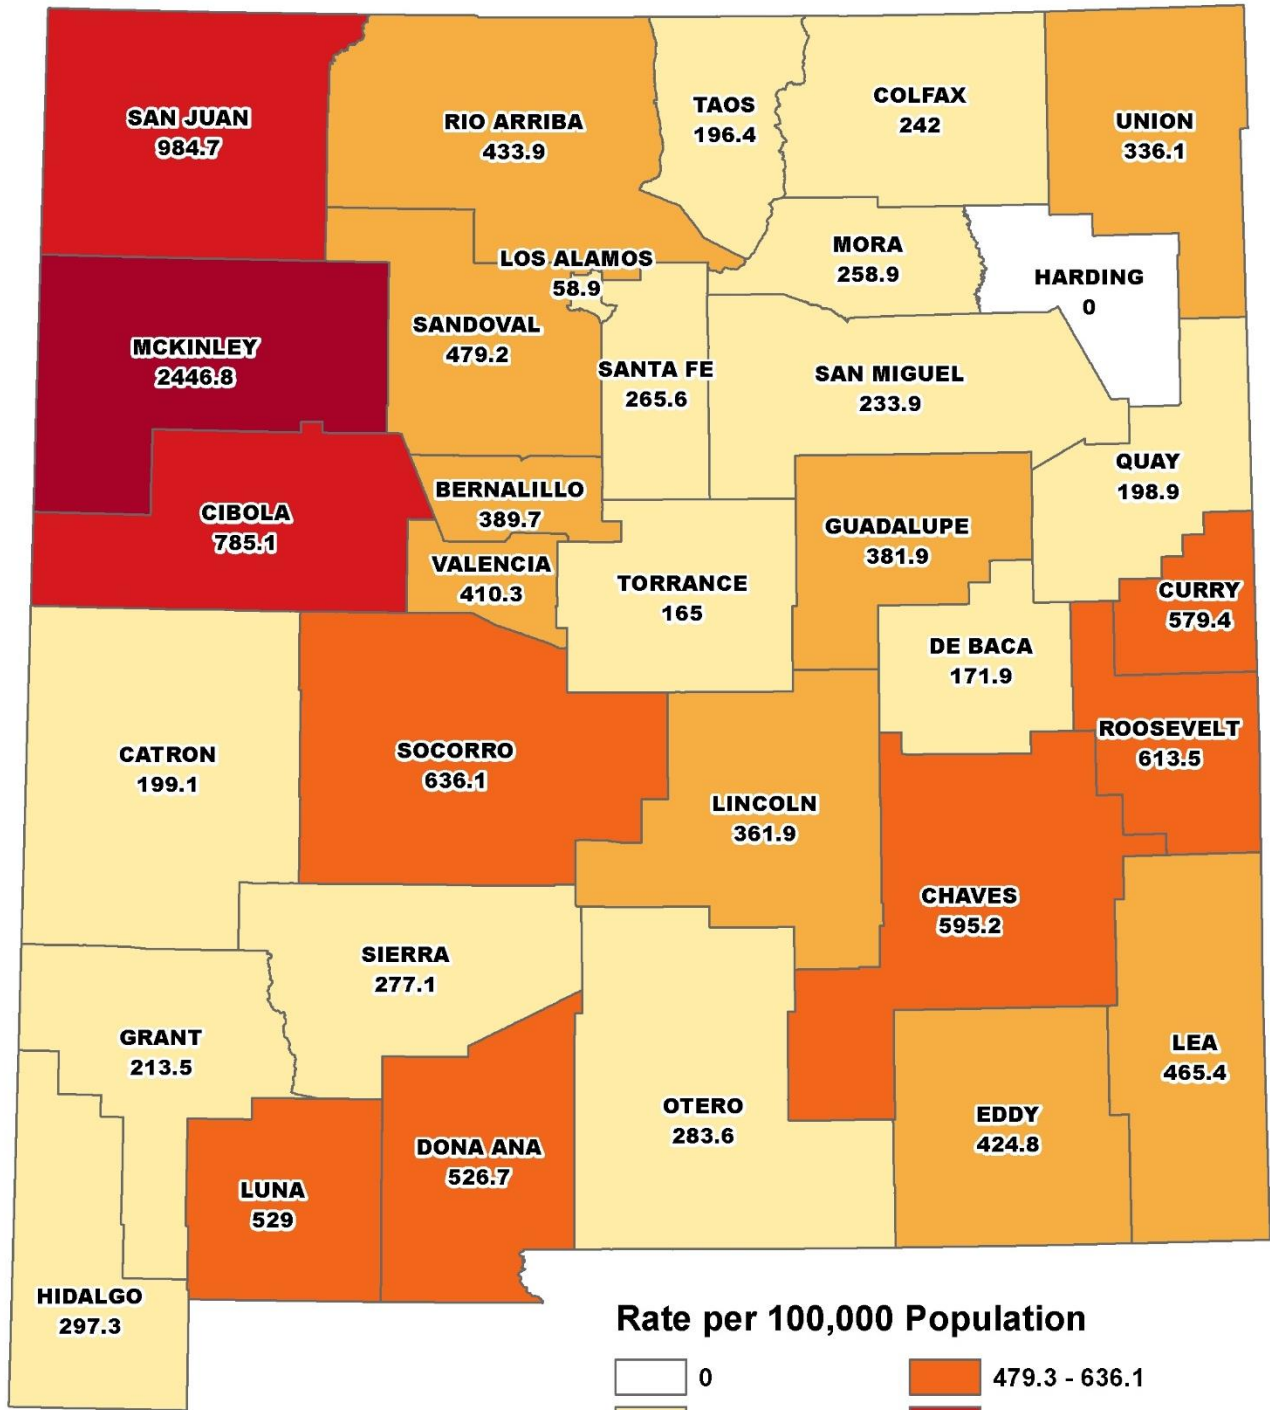 SAN JUAN
984.7
RIO ARRIBA
433.9
TAOS
196.4
COLFAX
242
UNION
336.1
LOS ALAMOS
58.9
MORA
258.9
HARDING
0
MCKINLEY
2446.8
SANDOVAL
479.2
SANTA FE
265.6
SAN MIGUEL
233.9
QUAY
198.9
CIBOLA
785.1
BERNALILLO
389.7
GUADALUPE
381.9
VALENCIA
410.3
TORRANCE
165
CURRY
579.4
DE BACA
171.9
CATRON
199.1
SOCORRO
636.1
ROOSEVELT
613.5
LINCOLN
361.9
CHAVES
595.2
SIERRA
277.1
GRANT
213.5
LEA
465.4
OTERO
283.6
EDDY
424.8
DONA ANA
526.7
LUNA
529
HIDALGO
297.3
Rate per 100,000 Population
0
479.3 - 636.1